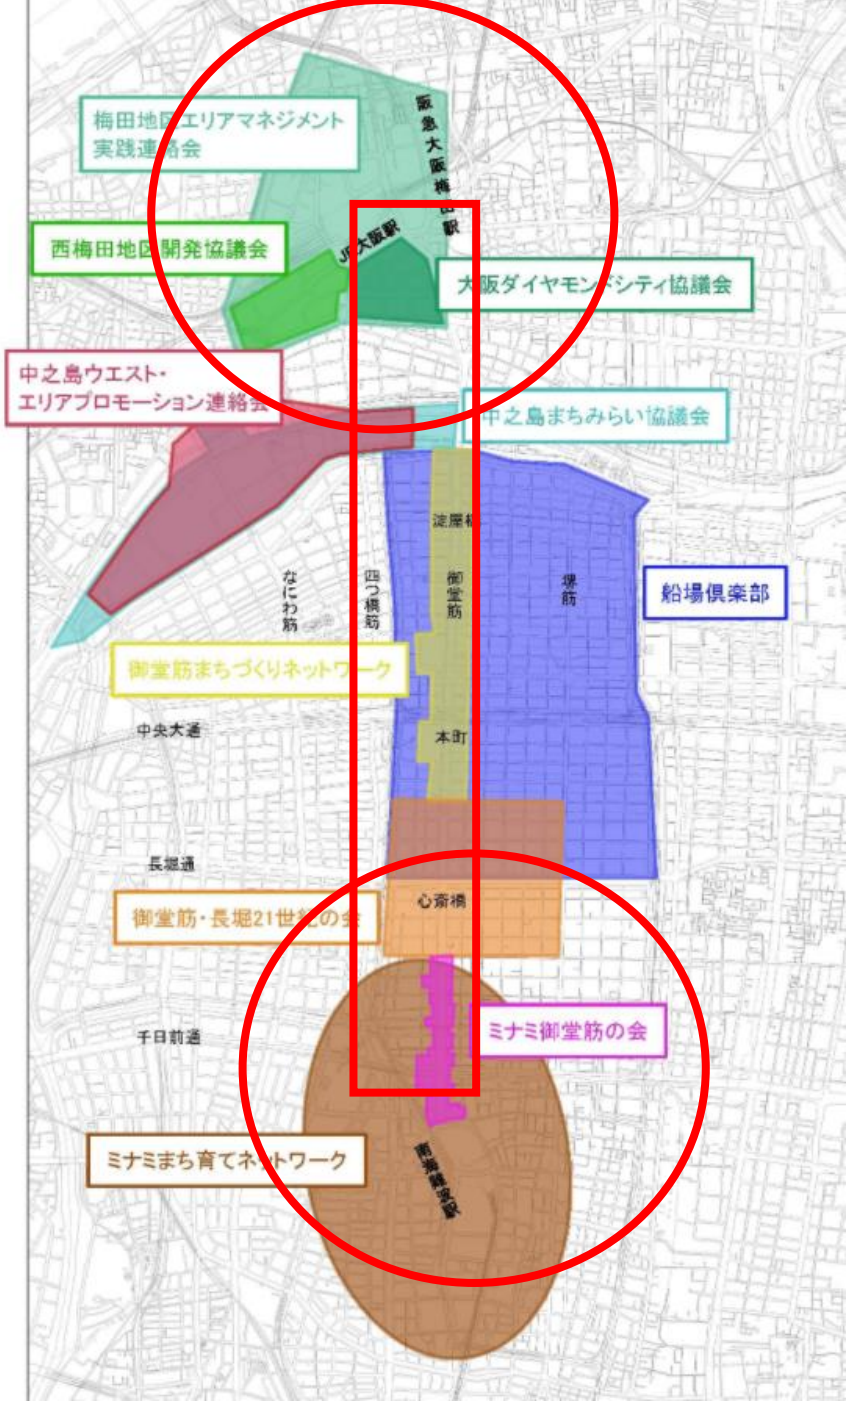 阪急大阪梅田駅
梅田地区エリアマネジメント
実践連絡会
JR大阪駅
西梅田地区開発協議会
大阪ダイヤモンドシティ協議会
中之島ウエスト・
エリアプロモーション連絡会
中之島まちみらい協議会
淀屋橋
なにわ筋
四つ橋筋
御堂筋
堺筋
船場倶楽部
御堂筋まちづくりネットワーク
中央大通
本町
長堀通
心斎橋
御堂筋・長堀21世紀の会
千日前通
ミナミ御堂筋の会
ミナミまち育てネットワーク
南海難波駅